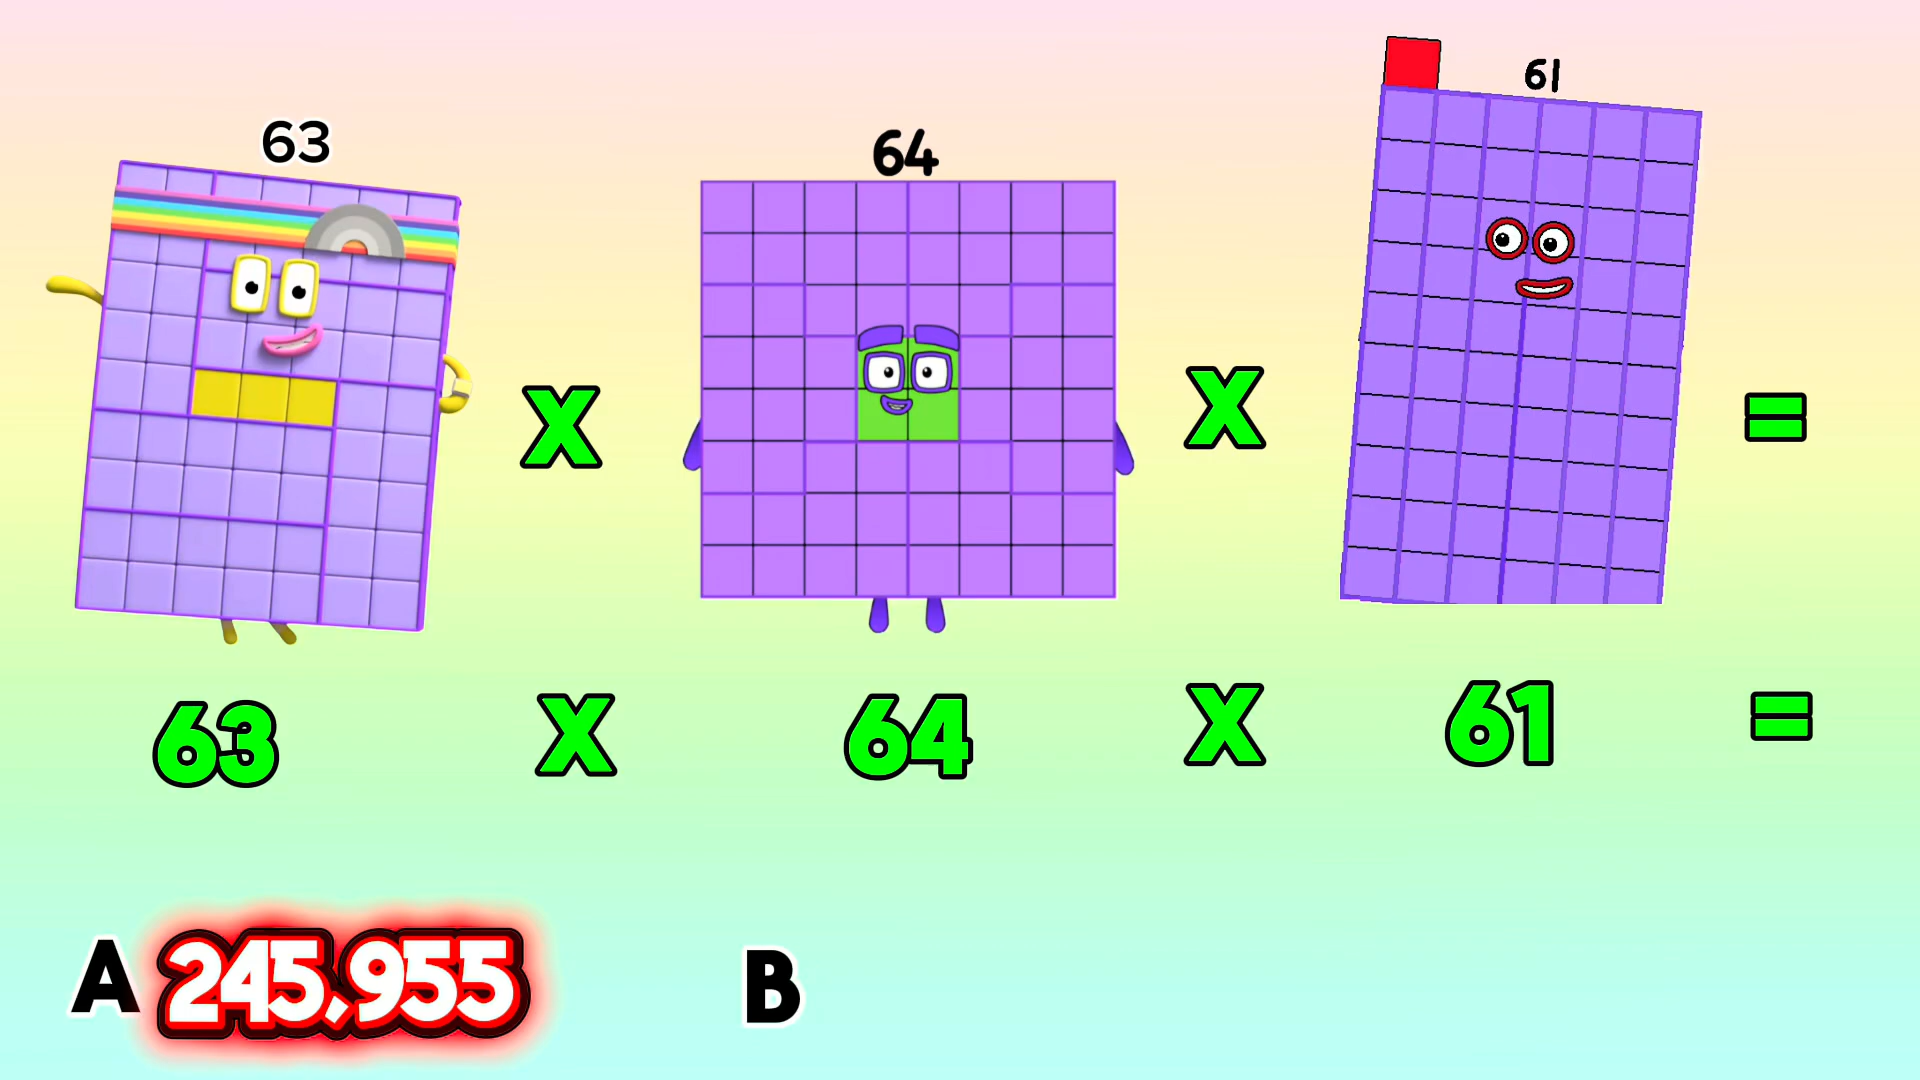 63 64 61
X X =
63 X 64 X 61 =
A 245,955 B